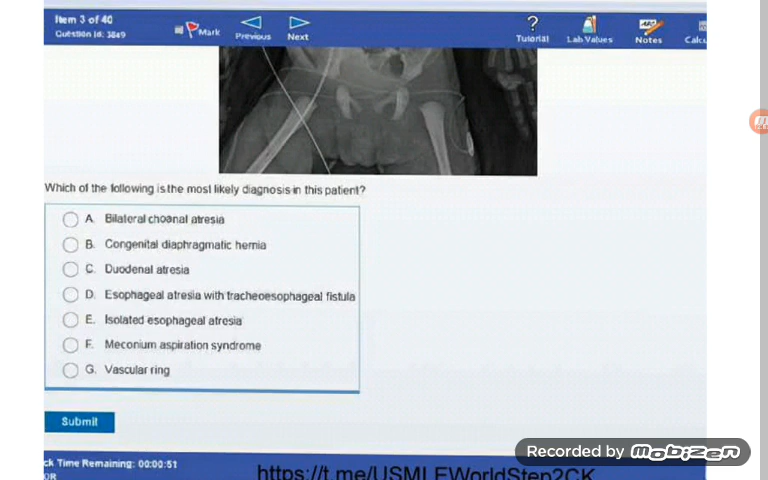 Item 3 of 40
Question Id: 3849
Mark
Previous
Next
Tutorial
Lab Values
Notes
Calcu
Which of the following is the most likely diagnosis in this patient?
A. Bilateral choanal atresia
B. Congenital diaphragmatic hernia
C. Duodenal atresia
D. Esophageal atresia with tracheoesophageal fistula
E. Isolated esophageal atresia
F. Meconium aspiration syndrome
G. Vascular ring
Submit
Recorded by mobizen
ck Time Remaining: 00:00:51
OR
https://t.me/USMLEWorldStep2CK